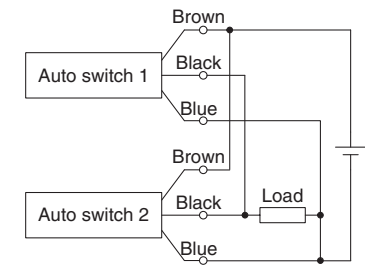 Brown
Auto switch 1
Black
Blue
Brown
Auto switch 2
Black
Load
Blue